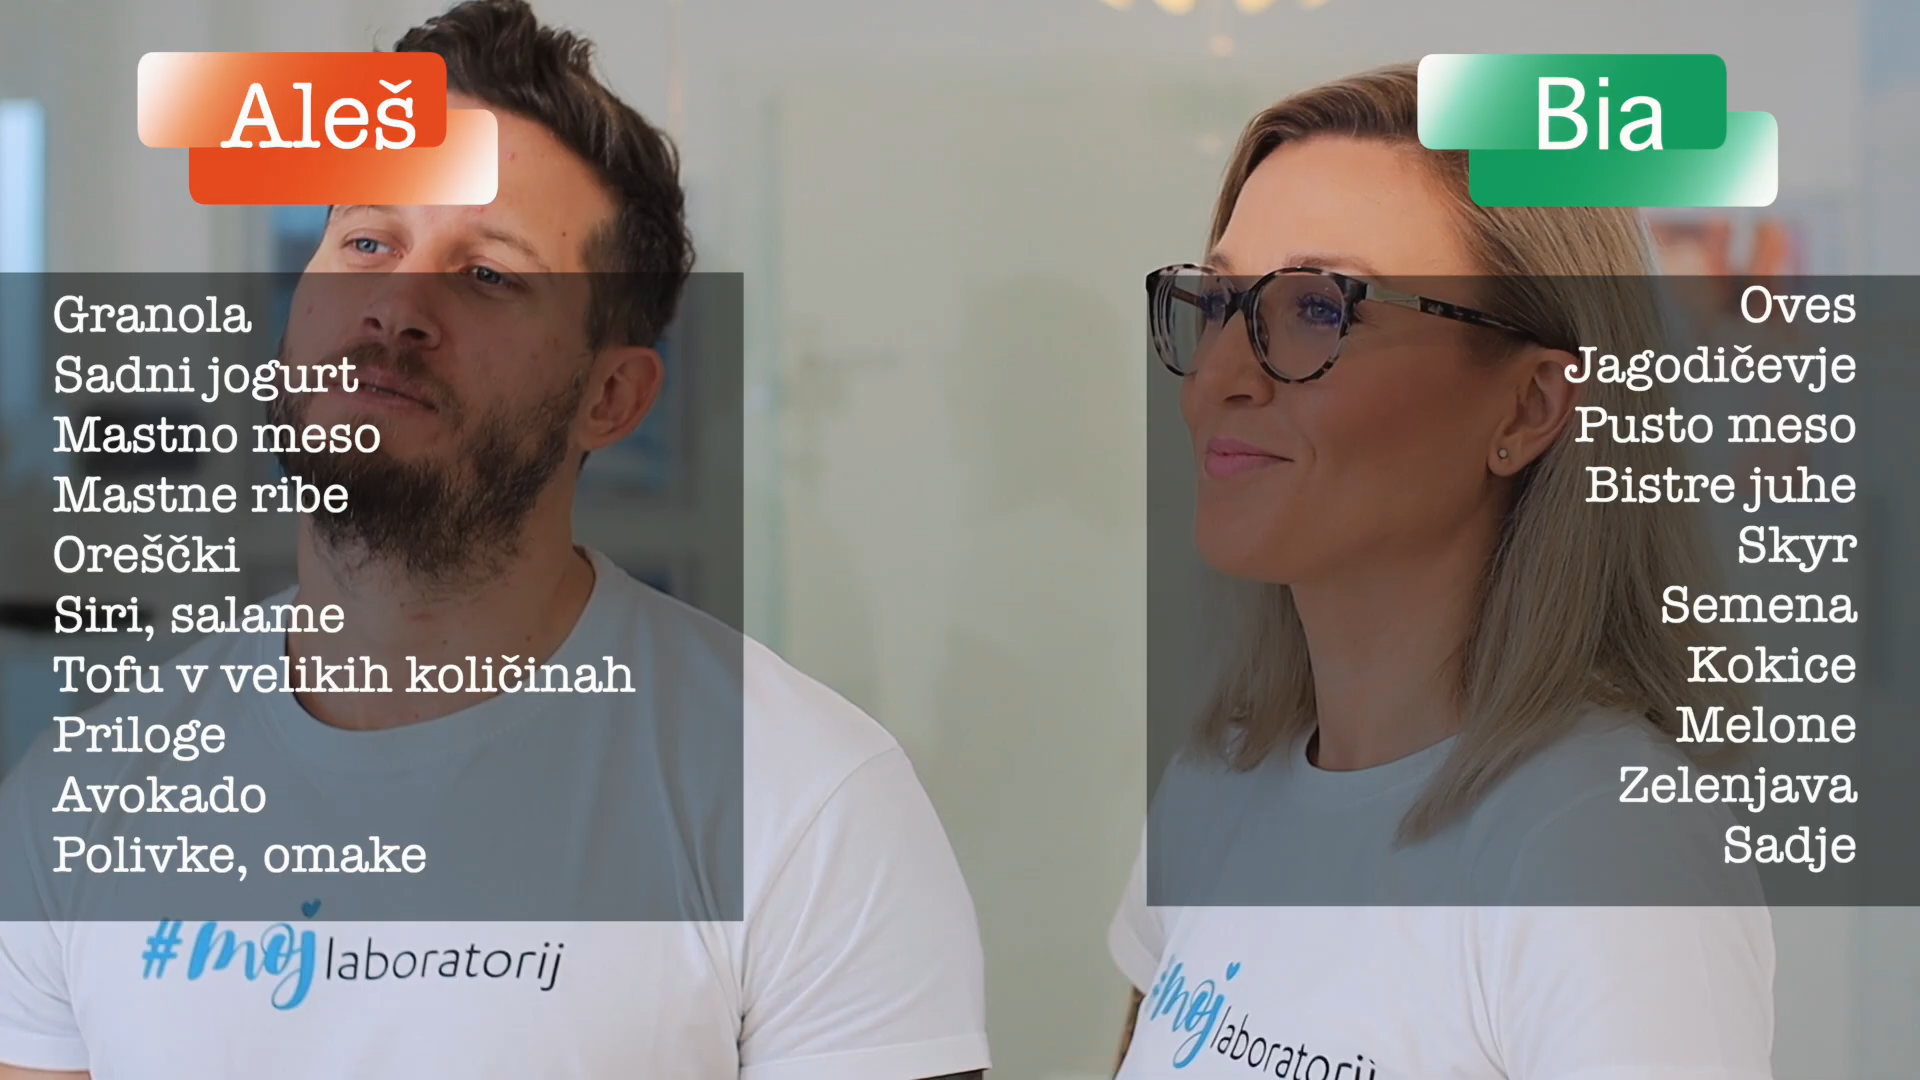 Aleš
Granola
Sadni jogurt
Mastno meso
Mastne ribe
Oreščki
Siri, salame
Tofu v velikih količinah
Priloge
Avokado
Polivke, omake
#moj laboratorij
Bia
Oves
Jagodičevje
Pusto meso
Bistre juhe
Skyr
Semena
Kokice
Melone
Zelenjava
Sadje
#moj laboratorij